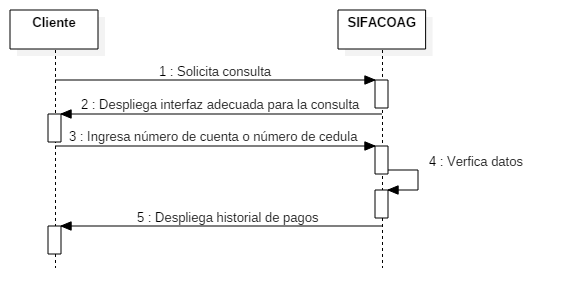 Cliente
SIFACOAG
1 : Solicita consulta
2 : Despliega interfaz adecuada para la consulta
3 : Ingresa número de cuenta o número de cedula
4 : Verfica datos
5 : Despliega historial de pagos